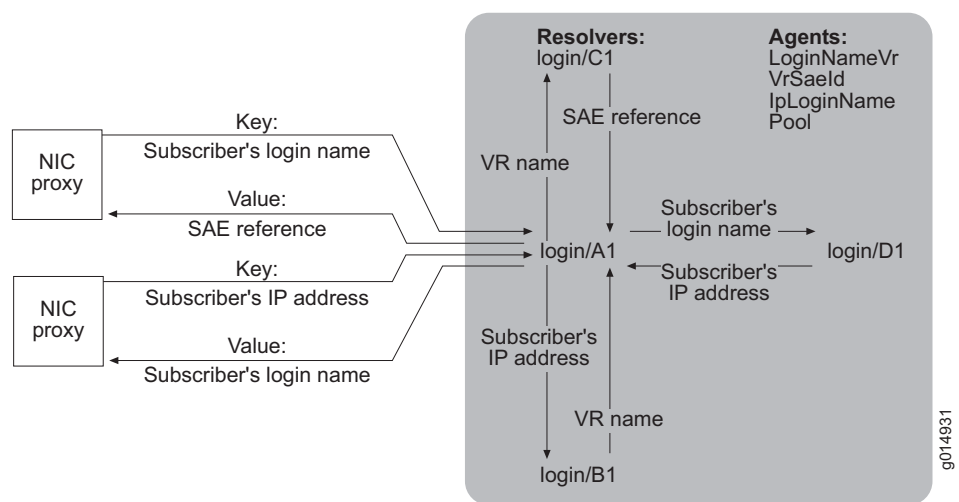 Resolvers:
login/C1
Agents:
LoginNameVr
VrSaeId
IpLoginName
Pool
SAE reference
VR name
NIC
proxy
Key:
Subscriber's login name
Value:
SAE reference
Subscriber's
login name
login/A1
login/D1
Subscriber's
IP address
NIC
proxy
Key:
Subscriber's IP address
Value:
Subscriber's login name
Subscriber's
IP address
VR name
login/B1
g014931